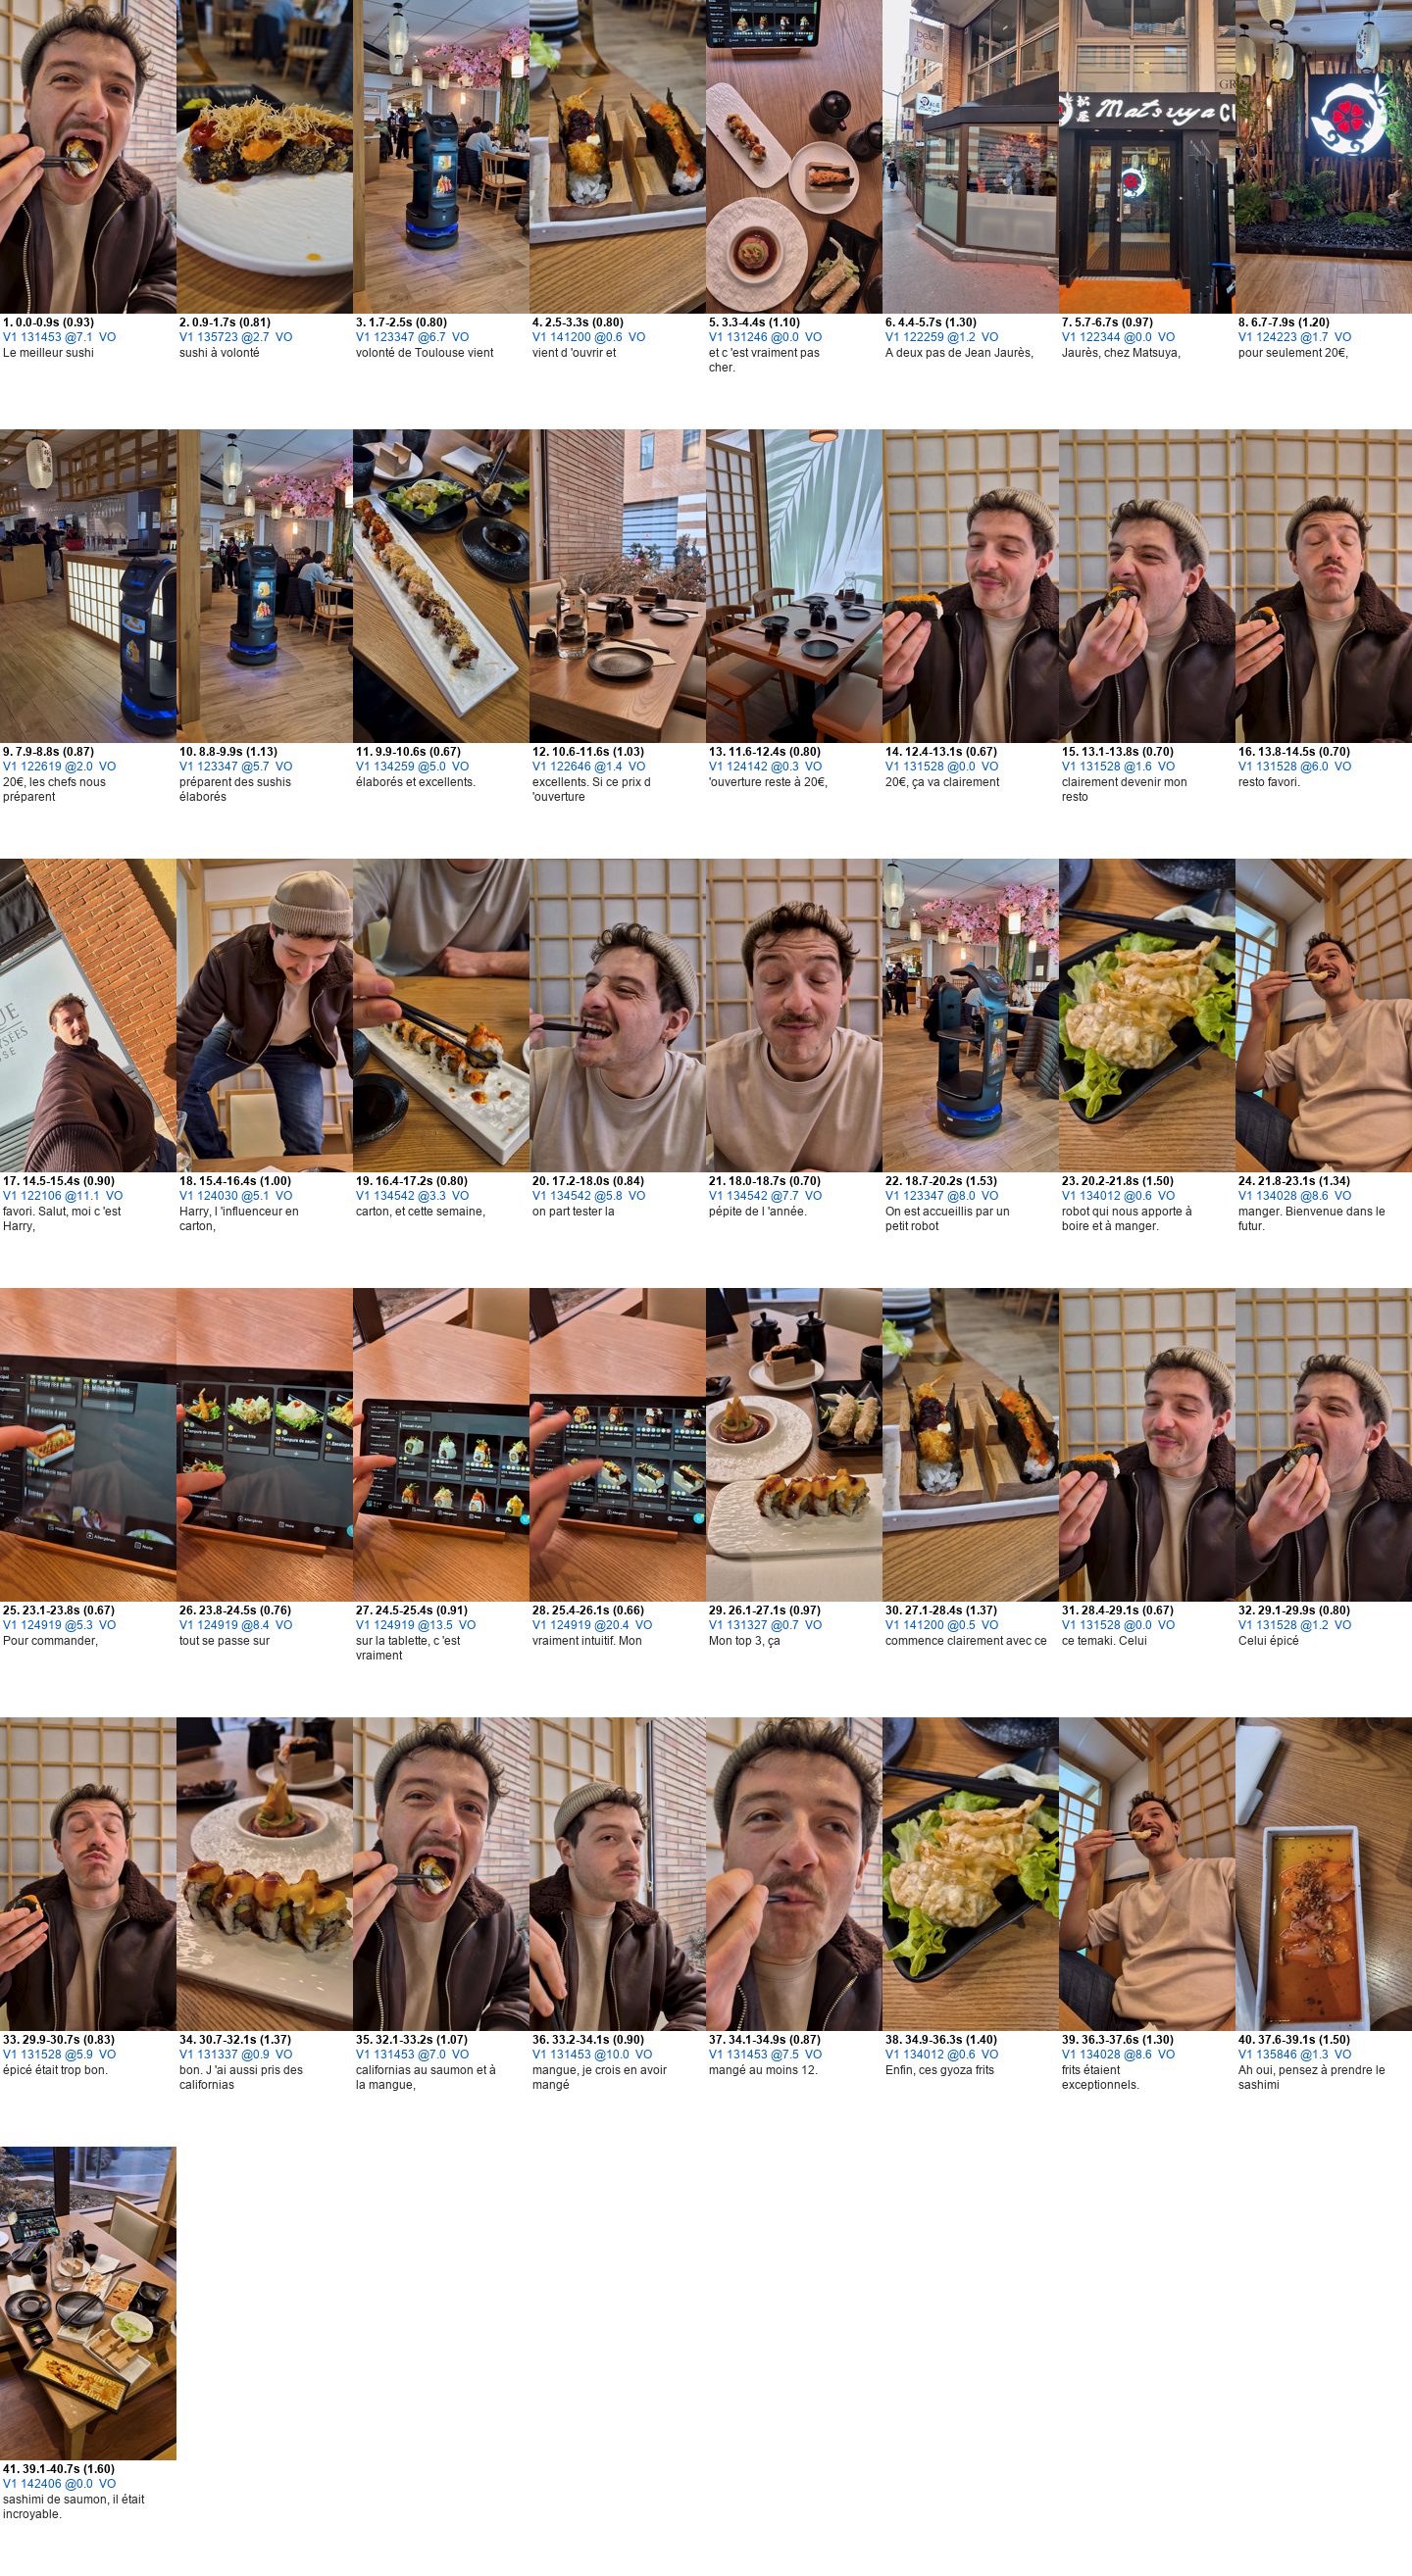 Matsuya
GR
UE
YSÉES
SE
1. 0.0-0.9s (0.93)
V1 131453 @7.1 VO
Le meilleur sushi
2. 0.9-1.7s (0.81)
V1 135723 @2.7 VO
sushi à volonté
3. 1.7-2.5s (0.80)
V1 123347 @6.7 VO
volonté de Toulouse vient
4. 2.5-3.3s (0.80)
V1 141200 @0.6 VO
vient d 'ouvrir et
5. 3.3-4.4s (1.10)
V1 131246 @0.0 VO
et c 'est vraiment pas
cher.
6. 4.4-5.7s (1.30)
V1 122259 @1.2 VO
A deux pas de Jean Jaurès,
7. 5.7-6.7s (0.97)
V1 122344 @0.0 VO
Jaurès, chez Matsuya,
8. 6.7-7.9s (1.20)
V1 124223 @1.7 VO
pour seulement 20€,
9. 7.9-8.8s (0.87)
V1 122619 @2.0 VO
20€, les chefs nous
préparent
10. 8.8-9.9s (1.13)
V1 123347 @5.7 VO
préparent des sushis
élaborés
11. 9.9-10.6s (0.67)
V1 134259 @5.0 VO
élaborés et excellents.
12. 10.6-11.6s (1.03)
V1 122646 @1.4 VO
excellents. Si ce prix d
'ouverture
13. 11.6-12.4s (0.80)
V1 124142 @0.3 VO
'ouverture reste à 20€,
14. 12.4-13.1s (0.67)
V1 131528 @0.0 VO
20€, ça va clairement
15. 13.1-13.8s (0.70)
V1 131528 @1.6 VO
clairement devenir mon
resto
16. 13.8-14.5s (0.70)
V1 131528 @6.0 VO
resto favori.
17. 14.5-15.4s (0.90)
V1 122106 @11.1 VO
favori. Salut, moi c 'est
Harry,
18. 15.4-16.4s (1.00)
V1 124030 @5.1 VO
Harry, l 'influenceur en
carton,
19. 16.4-17.2s (0.80)
V1 134542 @3.3 VO
carton, et cette semaine,
20. 17.2-18.0s (0.84)
V1 134542 @5.8 VO
on part tester la
21. 18.0-18.7s (0.70)
V1 134542 @7.7 VO
pépite de l 'année.
22. 18.7-20.2s (1.53)
V1 123347 @8.0 VO
On est accueillis par un
petit robot
23. 20.2-21.8s (1.50)
V1 134012 @0.6 VO
robot qui nous apporte à
boire et à manger.
24. 21.8-23.1s (1.34)
V1 134028 @8.6 VO
manger. Bienvenue dans le
futur.
25. 23.1-23.8s (0.67)
V1 124919 @5.3 VO
Pour commander,
26. 23.8-24.5s (0.76)
V1 124919 @8.4 VO
tout se passe sur
27. 24.5-25.4s (0.91)
V1 124919 @13.5 VO
sur la tablette, c 'est
vraiment
28. 25.4-26.1s (0.66)
V1 124919 @20.4 VO
vraiment intuitif. Mon
29. 26.1-27.1s (0.97)
V1 131327 @0.7 VO
Mon top 3, ça
30. 27.1-28.4s (1.37)
V1 141200 @0.5 VO
commence clairement avec ce
31. 28.4-29.1s (0.67)
V1 131528 @0.0 VO
ce temaki. Celui
32. 29.1-29.9s (0.80)
V1 131528 @1.2 VO
Celui épicé
33. 29.9-30.7s (0.83)
V1 131528 @5.9 VO
épicé était trop bon.
34. 30.7-32.1s (1.37)
V1 131337 @0.9 VO
bon. J 'ai aussi pris des
californias
35. 32.1-33.2s (1.07)
V1 131453 @7.0 VO
californias au saumon et à
la mangue,
36. 33.2-34.1s (0.90)
V1 131453 @10.0 VO
mangue, je crois en avoir
mangé
37. 34.1-34.9s (0.87)
V1 131453 @7.5 VO
mangé au moins 12.
38. 34.9-36.3s (1.40)
V1 134012 @0.6 VO
Enfin, ces gyoza frits
39. 36.3-37.6s (1.30)
V1 134028 @8.6 VO
frits étaient
exceptionnels.
40. 37.6-39.1s (1.50)
V1 135846 @1.3 VO
Ah oui, pensez à prendre le
sashimi
41. 39.1-40.7s (1.60)
V1 142406 @0.0 VO
sashimi de saumon, il était
incroyable.